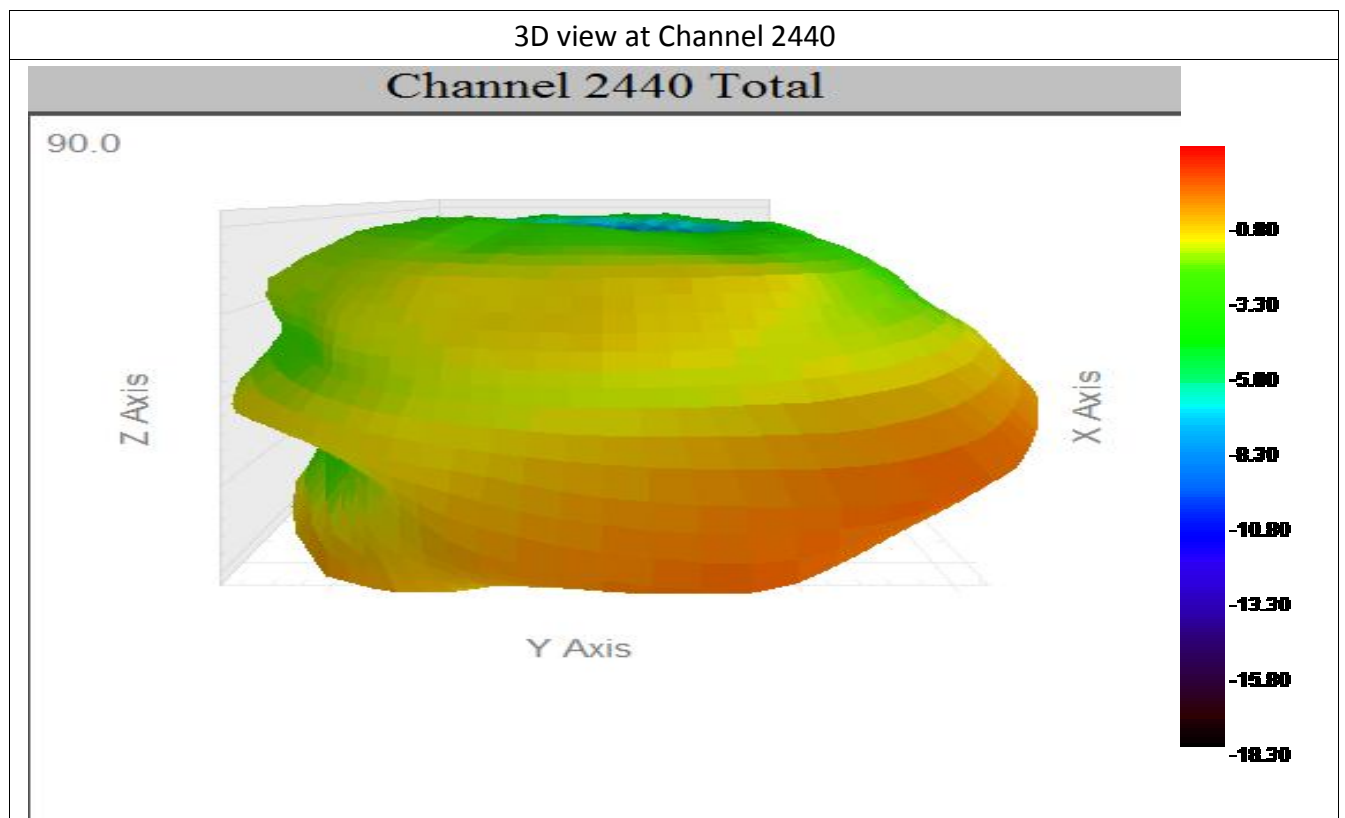 3D view at Channel 2440
Channel 2440 Total
90.0
-0.80
-3.30
-5.80
-8.30
-10.80
-13.30
-15.80
-18.30
Z Axis
X Axis
Y Axis